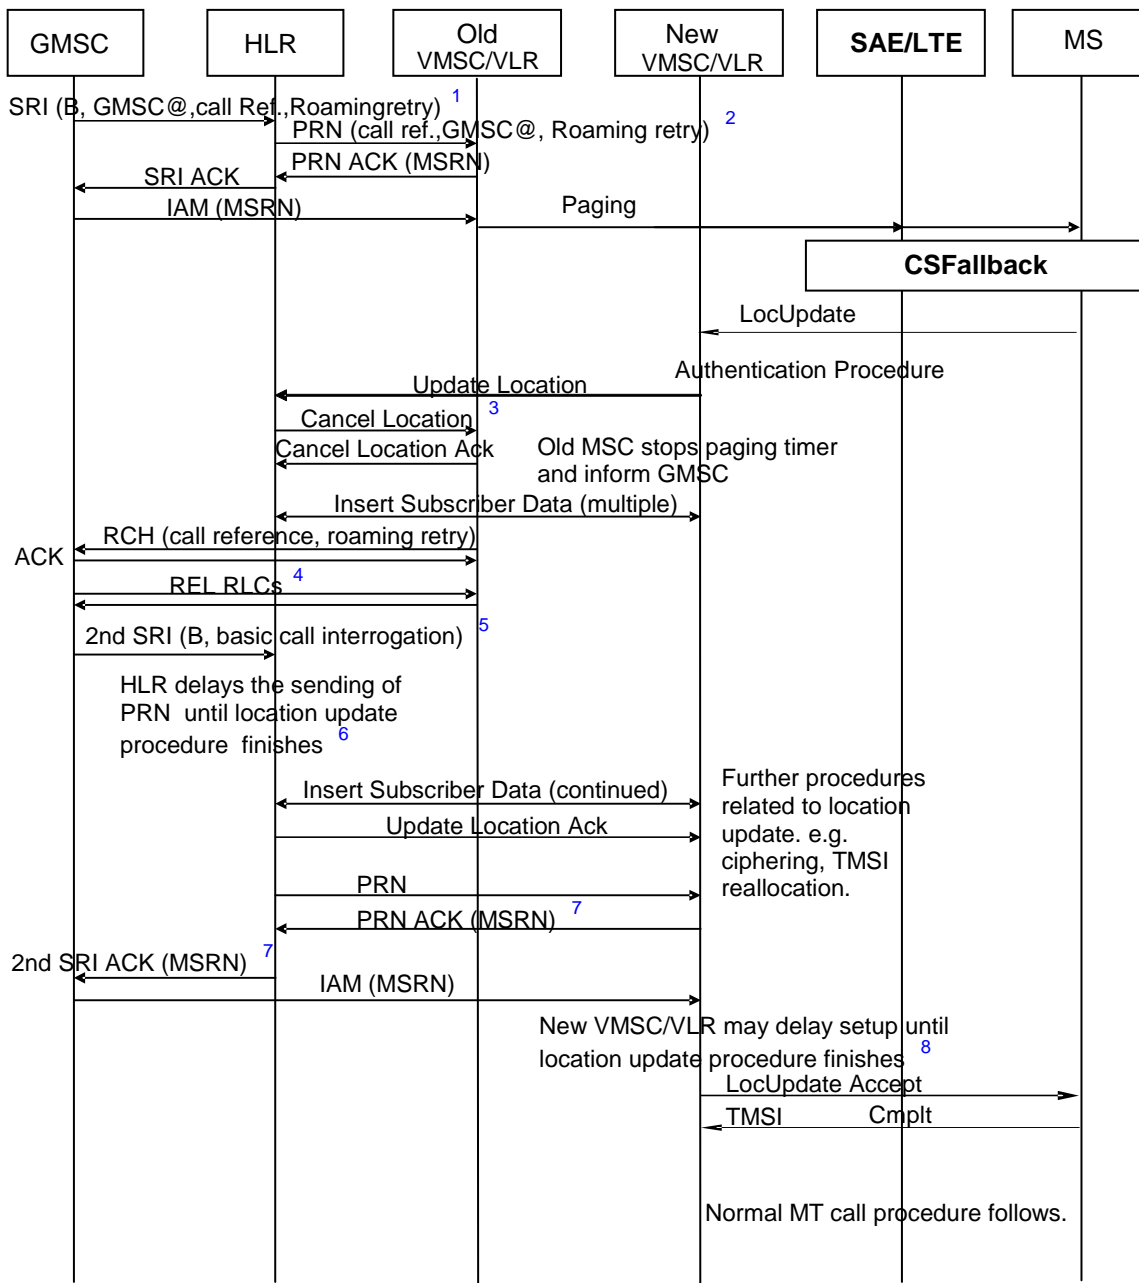 GMSC
HLR
Old
VMSC/VLR
New
VMSC/VLR
SAE/LTE
MS
SRI (B, GMSC@,call Ref.,Roamingretry) 1
PRN (call ref.,GMSC@, Roaming retry) 2
PRN ACK (MSRN)
SRI ACK
IAM (MSRN)
Paging
CSFallback
LocUpdate
Authentication Procedure
Update Location
Cancel Location 3
Cancel Location Ack
Old MSC stops paging timer
and inform GMSC
Insert Subscriber Data (multiple)
RCH (call reference, roaming retry)
ACK
REL RLCs 4
2nd SRI (B, basic call interrogation) 5
HLR delays the sending of
PRN until location update
procedure finishes 6
Insert Subscriber Data (continued)
Update Location Ack
Further procedures
related to location
update. e.g.
ciphering, TMSI
reallocation.
PRN
PRN ACK (MSRN) 7
2nd SRI ACK (MSRN) 7
IAM (MSRN)
New VMSC/VLR may delay setup until
location update procedure finishes 8
LocUpdate Accept
TMSI Cmplt
Normal MT call procedure follows.